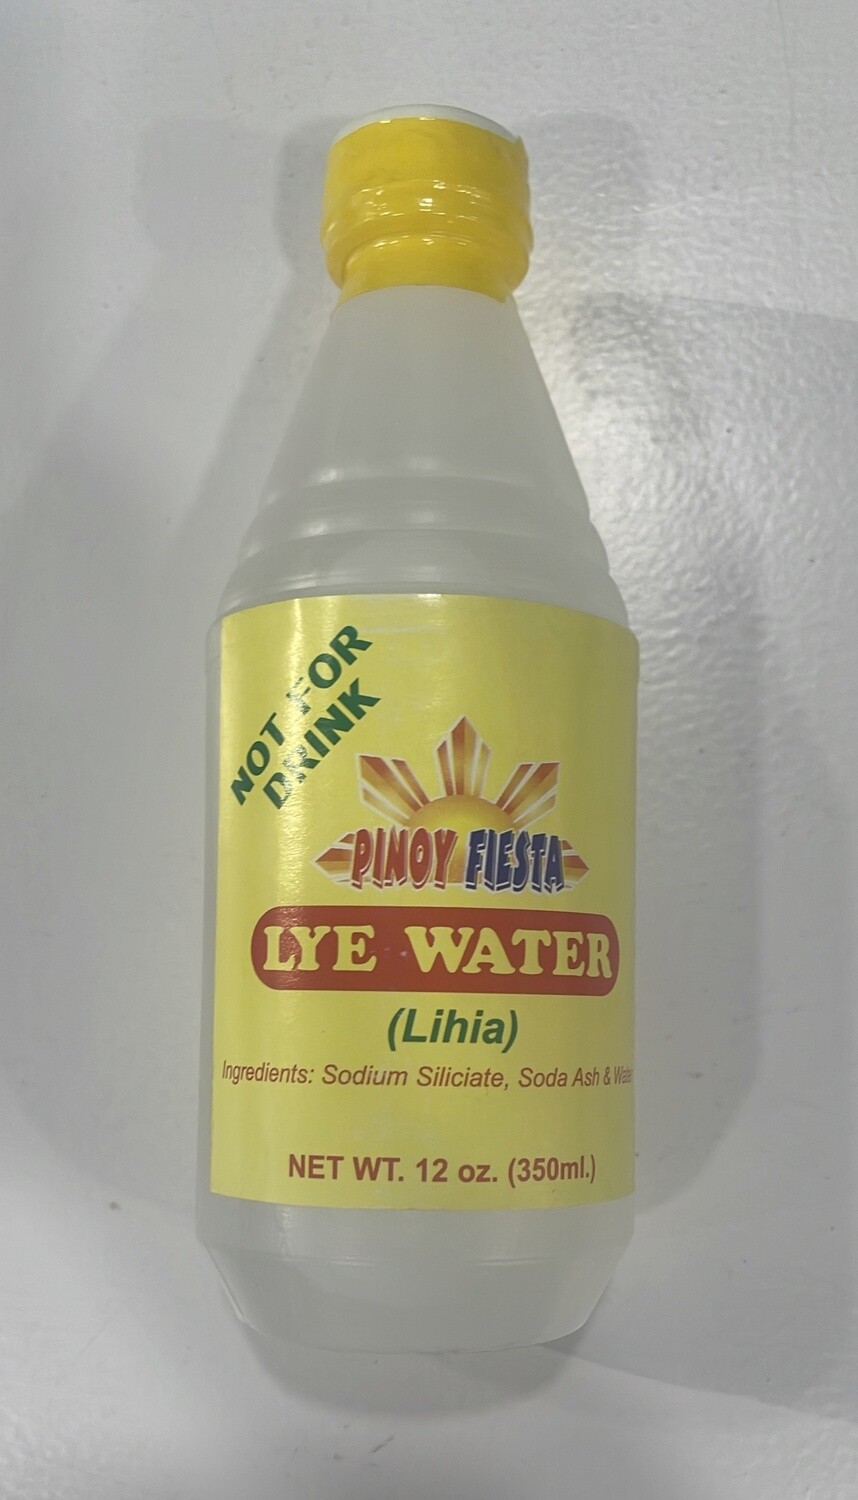 NOT FOR
DRINK
PINOY FIESTA
LYE WATER
(Lihia)
Ingredients: Sodium Siliciate, Soda Ash & Water
NET WT. 12 oz. (350ml.)